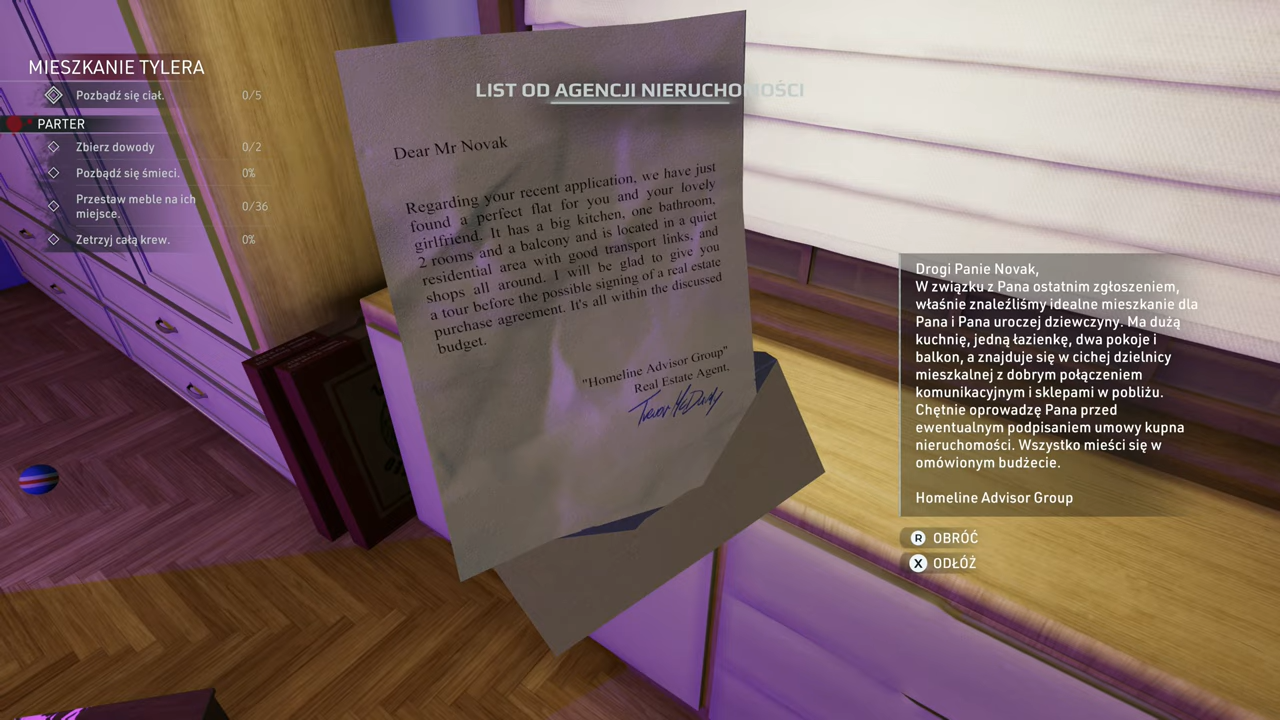 MIESZKANIE TYLERA
Pozbądź się ciał. 0/5
PARTER
Zbierz dowody 0/2
Pozbądź się śmieci. 0%
Przestaw meble na ich
miejsce. 0/36
Zetrzyj całą krew. 0%
LIST OD AGENCJI NIERUCHOMOŚCI
Dear Mr Novak
Regarding your recent application, we have just
found a perfect flat for you and your lovely
girlfriend. It has a big kitchen, one bathroom,
2 rooms and a balcony and is located in a quiet
residential area with good transport links, and
shops all around. I will be glad to give you
a tour before the possible signing of a real estate
purchase agreement. It's all within the discussed
budget.
"Homeline Advisor Group"
Real Estate Agent,
Trevor McDudy
Drogi Panie Novak,
W związku z Pana ostatnim zgłoszeniem,
właśnie znaleźliśmy idealne mieszkanie dla
Pana i Pana uroczej dziewczyny. Ma dużą
kuchnię, jedną łazienkę, dwa pokoje i
balkon, a znajduje się w cichej dzielnicy
mieszkalnej z dobrym połączeniem
komunikacyjnym i sklepami w pobliżu.
Chętnie oprowadzę Pana przed
ewentualnym podpisaniem umowy kupna
nieruchomości. Wszystko mieści się w
omówionym budżecie.
Homeline Advisor Group
R OBRÓĆ
X ODŁÓŻ